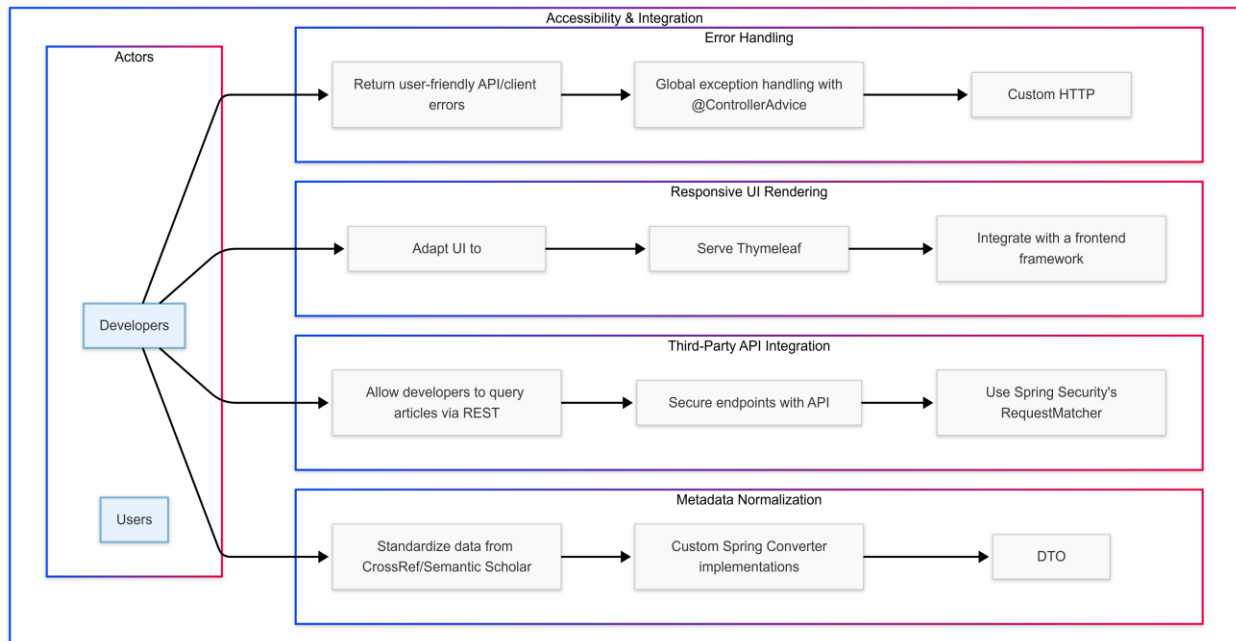 Accessibility & Integration
Actors
Developers
Users
Error Handling
Return user-friendly API/client
errors
Global exception handling with
@ControllerAdvice
Custom HTTP
Responsive UI Rendering
Adapt UI to
Serve Thymeleaf
Integrate with a frontend
framework
Third-Party API Integration
Allow developers to query
articles via REST
Secure endpoints with API
Use Spring Security's
RequestMatcher
Metadata Normalization
Standardize data from
CrossRef/Semantic Scholar
Custom Spring Converter
implementations
DTO